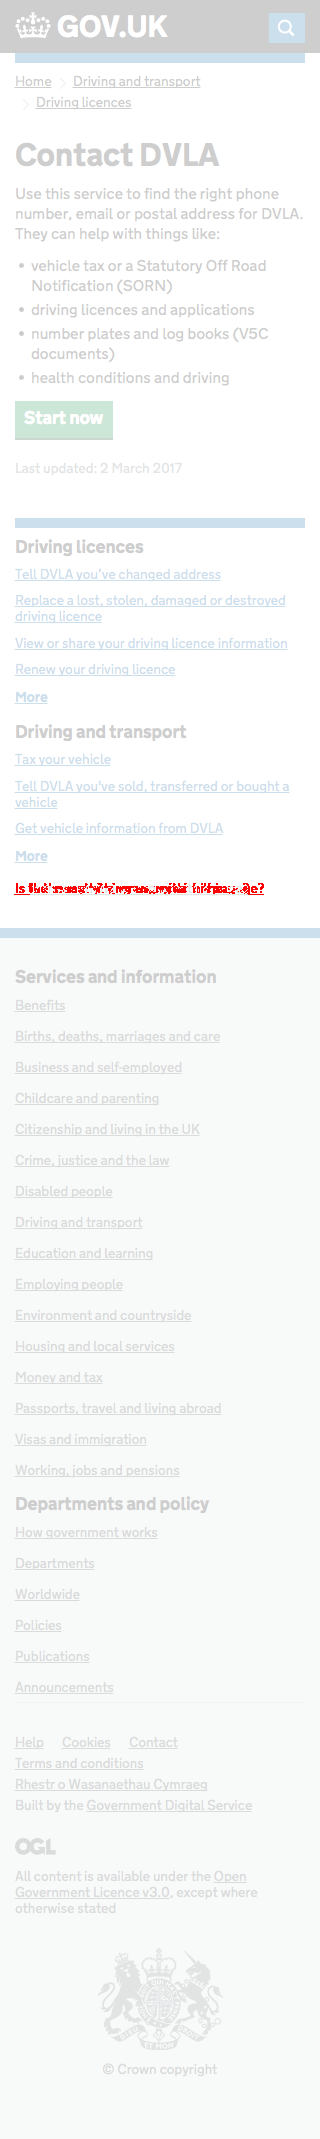 GOV.UK
Home Driving and transport
Driving licences
Contact DVLA
Use this service to find the right phone
number, email or postal address for DVLA.
They can help with things like:
• vehicle tax or a Statutory Off Road
Notification (SORN)
• driving licences and applications
• number plates and log books (V5C
documents)
• health conditions and driving
Start now
Last updated: 2 March 2017
Driving licences
Tell DVLA you've changed address
Replace a lost, stolen, damaged or destroyed
driving licence
View or share your driving licence information
Renew your driving licence
More
Driving and transport
Tax your vehicle
Tell DVLA you've sold, transferred or bought a
vehicle
Get vehicle information from DVLA
More
Is
Services and information
Benefits
Births, deaths, marriages and care
Business and self-employed
Childcare and parenting
Citizenship and living in the UK
Crime, justice and the law
Disabled people
Driving and transport
Education and learning
Employing people
Environment and countryside
Housing and local services
Money and tax
Passports, travel and living abroad
Visas and immigration
Working, jobs and pensions
Departments and policy
How government works
Departments
Worldwide
Policies
Publications
Announcements
Help Cookies Contact
Terms and conditions
Rhestr o Wasanaethau Cymraeg
Built by the Government Digital Service
OGL
All content is available under the Open
Government Licence v3.0, except where
otherwise stated
© Crown copyright